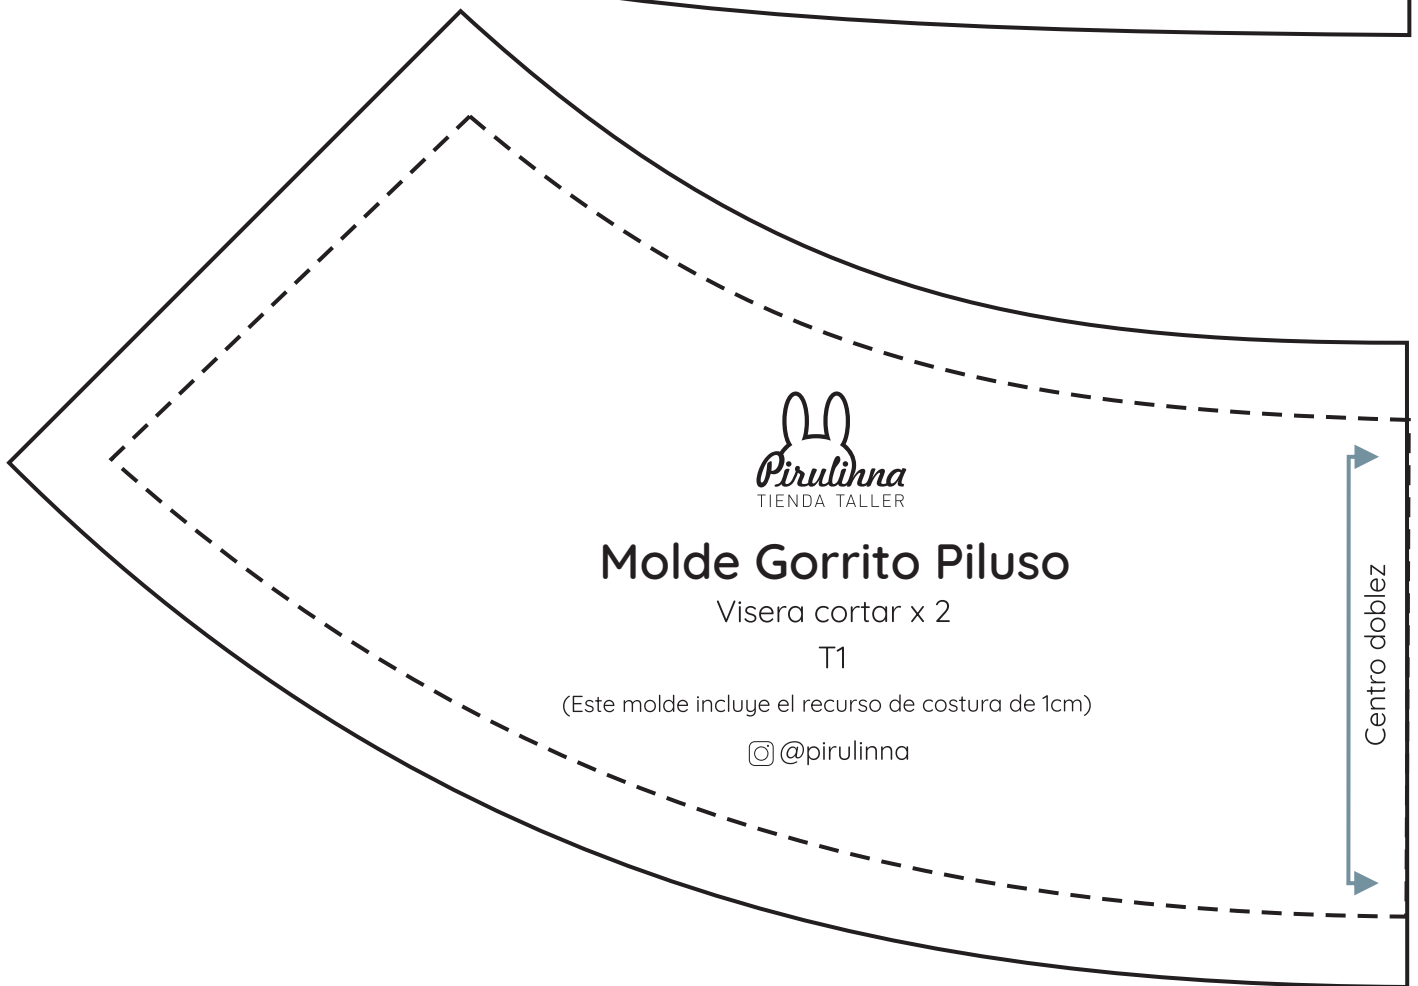 Pirulinna
TIENDA TALLER
Molde Gorrito Piluso
Visera cortar x 2
T1
(Este molde incluye el recurso de costura de 1cm)
@pirulinna
Centro doblez